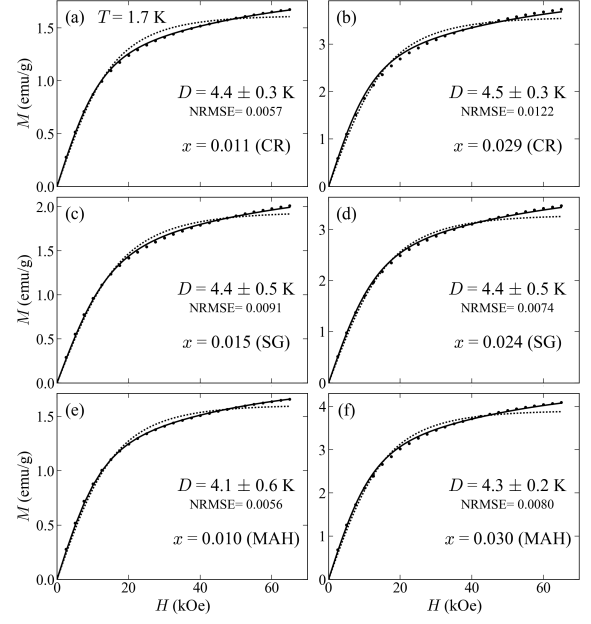 (a) T = 1.7 K
M (emu/g)
1.5
1.0
0.5
0.0
D = 4.4 ± 0.3 K
NRMSE= 0.0057
x = 0.011 (CR)
(b)
3
2
1
0
D = 4.5 ± 0.3 K
NRMSE= 0.0122
x = 0.029 (CR)
(c)
M (emu/g)
2.0
1.5
1.0
0.5
0.0
D = 4.4 ± 0.5 K
NRMSE= 0.0091
x = 0.015 (SG)
(d)
3
2
1
0
D = 4.4 ± 0.5 K
NRMSE= 0.0074
x = 0.024 (SG)
(e)
M (emu/g)
1.5
1.0
0.5
0.0
D = 4.1 ± 0.6 K
NRMSE= 0.0056
x = 0.010 (MAH)
0 20 40 60
H (kOe)
(f)
4
3
2
1
0
D = 4.3 ± 0.2 K
NRMSE= 0.0080
x = 0.030 (MAH)
0 20 40 60
H (kOe)